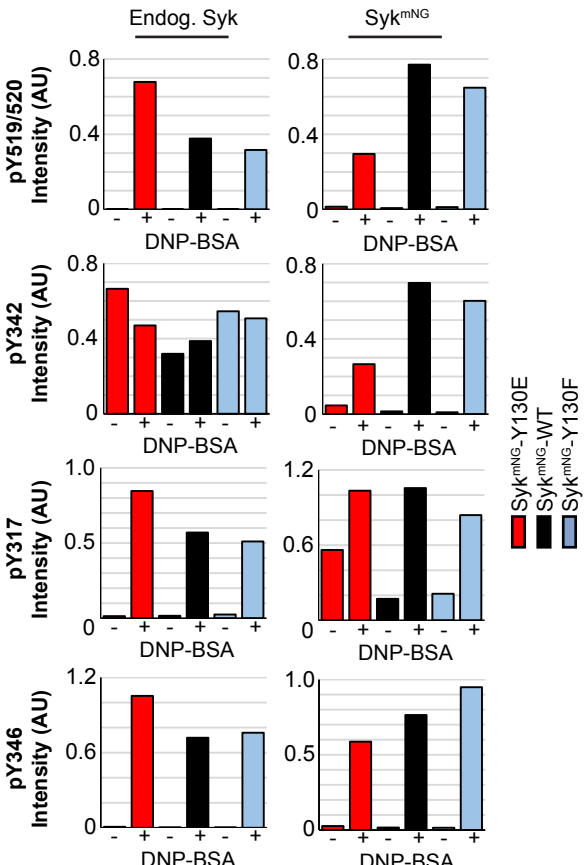 Endog. Syk
Syk^mNG
pY519/520
Intensity (AU)
0.8
0.4
0
- + - + - +
DNP-BSA
0.8
0.4
0
- + - + - +
DNP-BSA
pY342
Intensity (AU)
0.8
0.4
0
- + - + - +
DNP-BSA
0.8
0.4
0
- + - + - +
DNP-BSA
pY317
Intensity (AU)
1.0
0.5
0
- + - + - +
DNP-BSA
1.2
0.6
0
- + - + - +
DNP-BSA
pY346
Intensity (AU)
1.2
0.6
0
- + - + - +
DNP-BSA
1.0
0.5
0
- + - + - +
DNP-BSA
Syk^mNG-Y130E
Syk^mNG-WT
Syk^mNG-Y130F